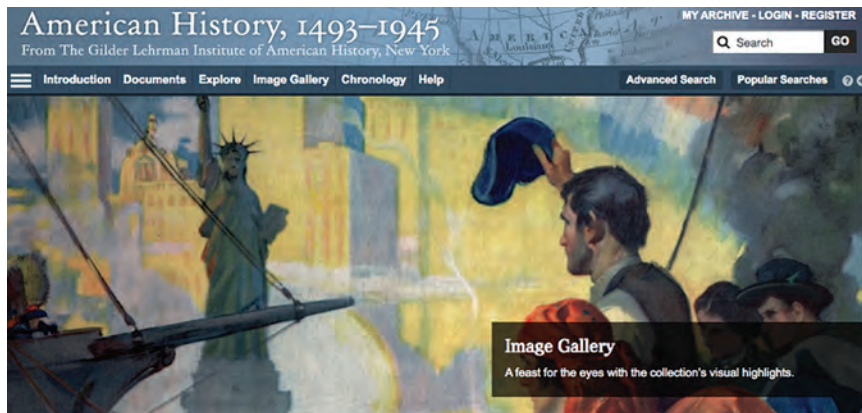 American History, 1493–1945
From The Gilder Lehrman Institute of American History, New York
MY ARCHIVE - LOGIN - REGISTER
Search GO
Introduction Documents Explore Image Gallery Chronology Help
Advanced Search Popular Searches
Image Gallery
A feast for the eyes with the collection's visual highlights.